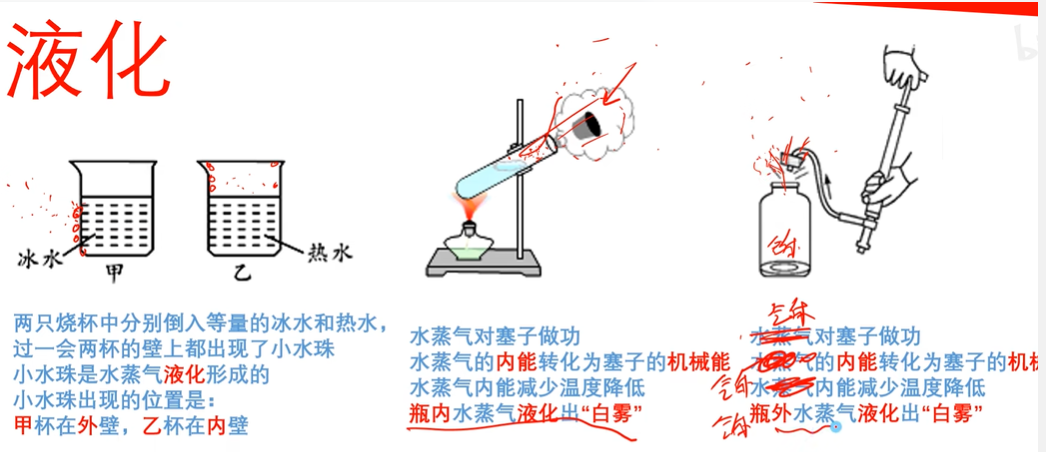 液化
冰水
甲
乙
热水
两只烧杯中分别倒入等量的冰水和热水，
过一会两杯的壁上都出现了小水珠
小水珠是水蒸气液化形成的
小水珠出现的位置是：
甲杯在外壁，乙杯在内壁
水蒸气对塞子做功
水蒸气的内能转化为塞子的机械能
水蒸气内能减少温度降低
瓶内水蒸气液化出“白雾”
气体
水蒸气对塞子做功
水蒸气的内能转化为塞子的机械
水蒸气内能减少温度降低
瓶外水蒸气液化出“白雾”